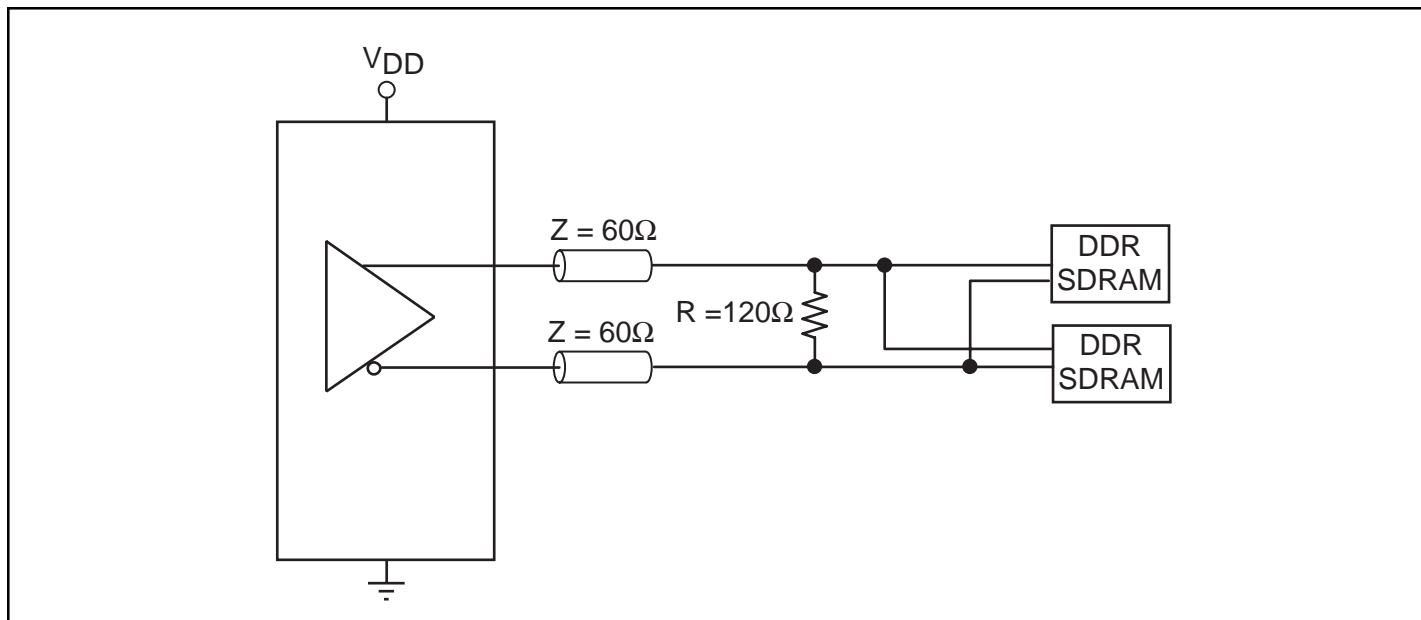 VDD
Z = 60Ω
R =120Ω
Z = 60Ω
DDR
SDRAM
DDR
SDRAM